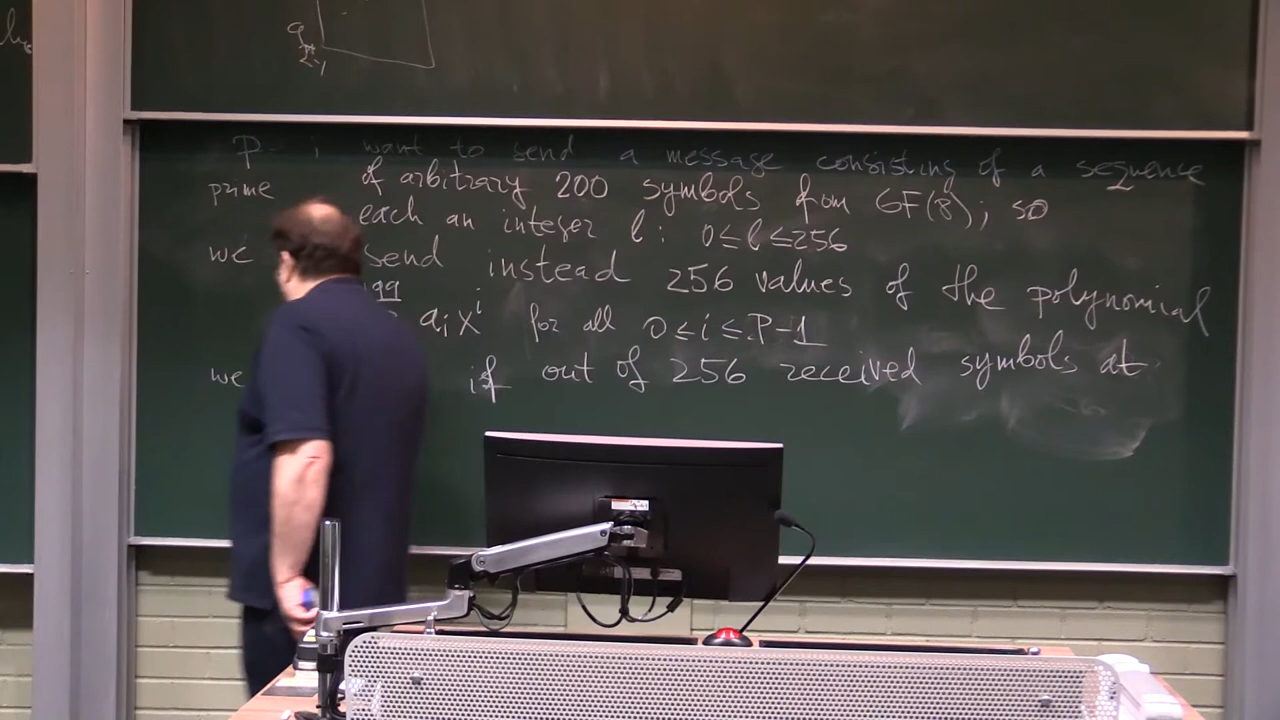 P- i want to send a message consisting of a sequence
prime of arbitrary 200 symbols from GF(8); so
each an integer l: 0≤l≤256
we send instead 256 values of the polynomial
199
a_i x^i for all 0≤i≤P-1
we if out of 256 received symbols at